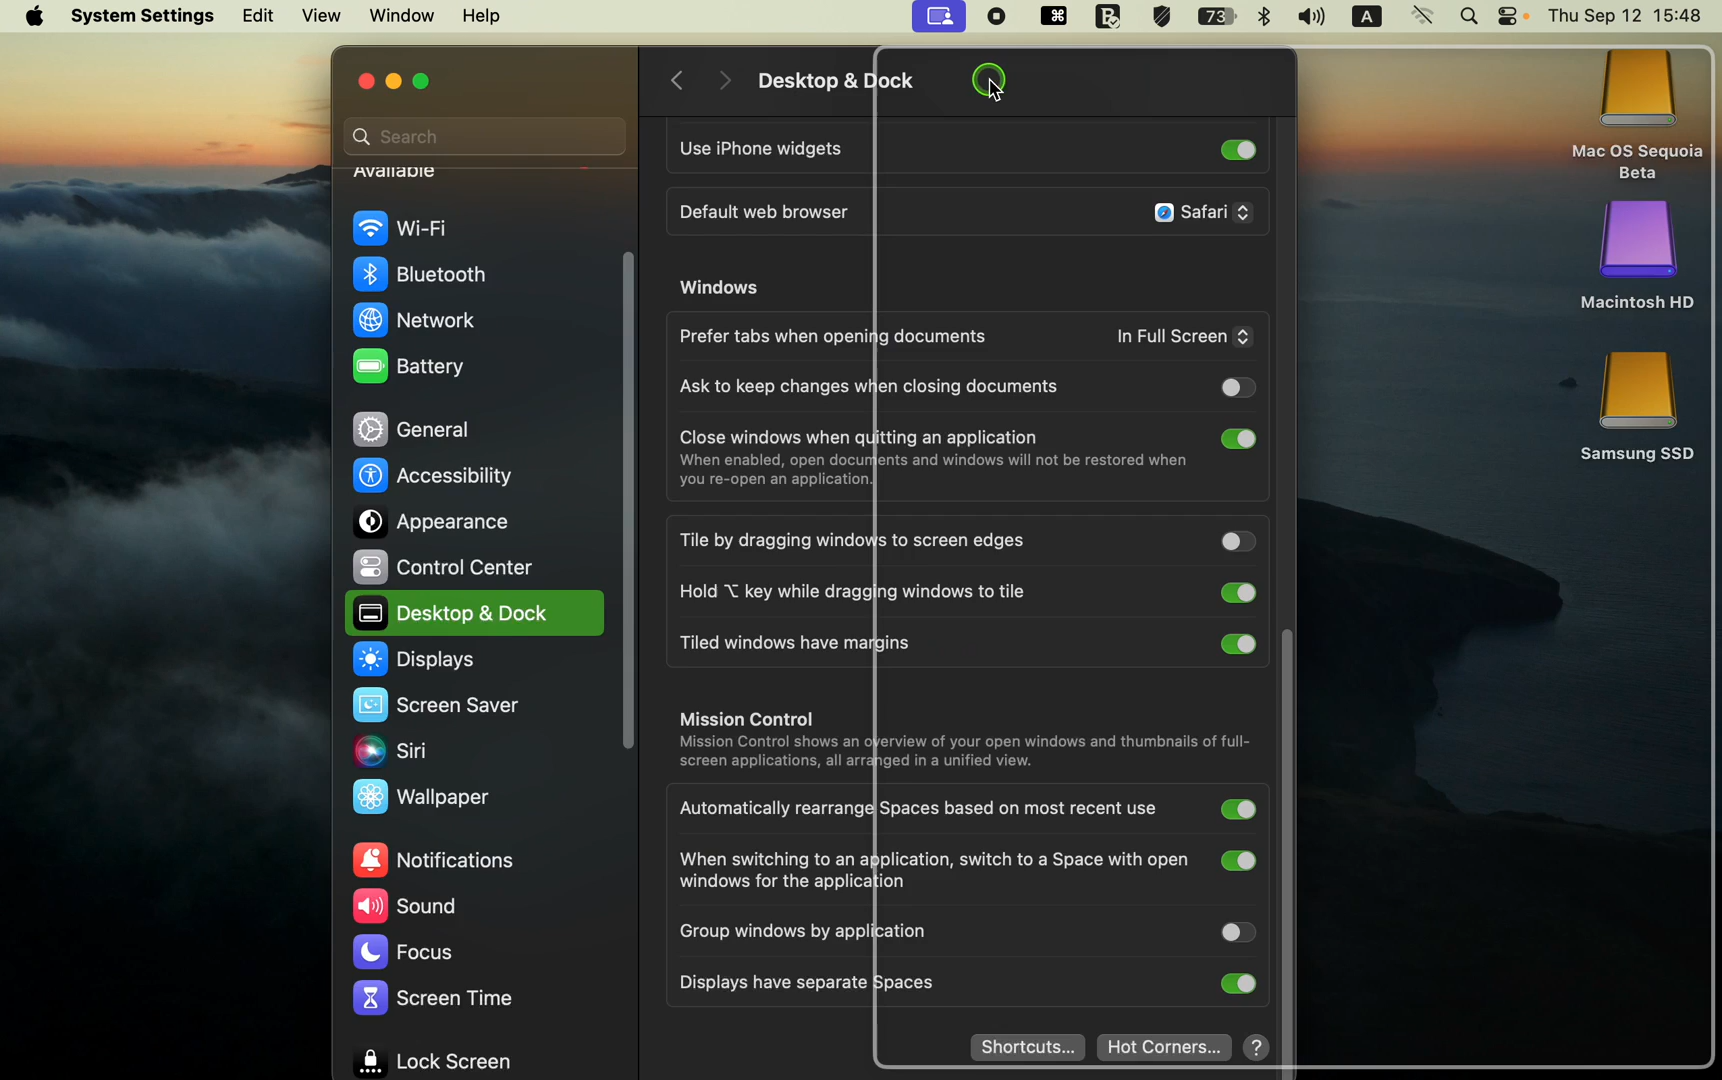 System Settings Edit View Window Help 73 A Thu Sep 12 15:48
Search
Available
Wi-Fi
Bluetooth
Network
Battery
General
Accessibility
Appearance
Control Center
Desktop & Dock
Displays
Screen Saver
Siri
Wallpaper
Notifications
Sound
Focus
Screen Time
Lock Screen
Desktop & Dock
Use iPhone widgets
Default web browser Safari
Windows
Prefer tabs when opening documents In Full Screen
Ask to keep changes when closing documents
Close windows when quitting an application
When enabled, open documents and windows will not be restored when
you re-open an application.
Tile by dragging windows to screen edges
Hold ⌥ key while dragging windows to tile
Tiled windows have margins
Mission Control
Mission Control shows an overview of your open windows and thumbnails of full-
screen applications, all arranged in a unified view.
Automatically rearrange Spaces based on most recent use
When switching to an application, switch to a Space with open
windows for the application
Group windows by application
Displays have separate Spaces
Shortcuts... Hot Corners... ?
Mac OS Sequoia
Beta
Macintosh HD
Samsung SSD